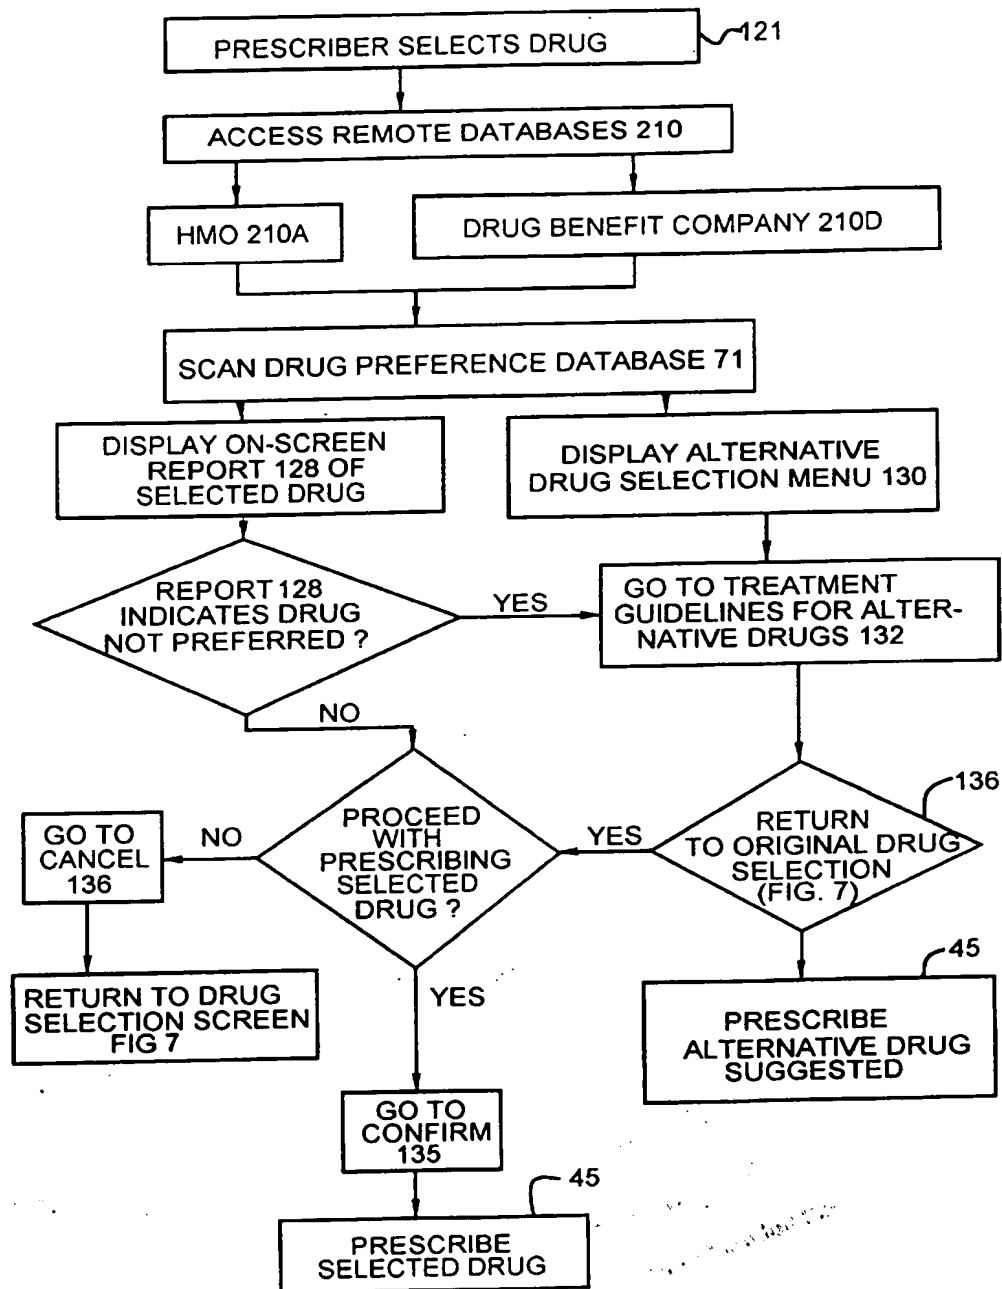 PRESCRIBER SELECTS DRUG
121
ACCESS REMOTE DATABASES 210
HMO 210A
DRUG BENEFIT COMPANY 210D
SCAN DRUG PREFERENCE DATABASE 71
DISPLAY ON-SCREEN
REPORT 128 OF
SELECTED DRUG
DISPLAY ALTERNATIVE
DRUG SELECTION MENU 130
REPORT 128
INDICATES DRUG
NOT PREFERRED ?
YES
GO TO TREATMENT
GUIDELINES FOR ALTER-
NATIVE DRUGS 132
NO
136
RETURN
TO ORIGINAL DRUG
SELECTION
(FIG. 7)
YES
PROCEED
WITH
PRESCRIBING
SELECTED
DRUG ?
NO
GO TO
CANCEL
136
RETURN TO DRUG
SELECTION SCREEN
FIG 7
YES
45
PRESCRIBE
ALTERNATIVE DRUG
SUGGESTED
GO TO
CONFIRM
135
45
PRESCRIBE
SELECTED DRUG